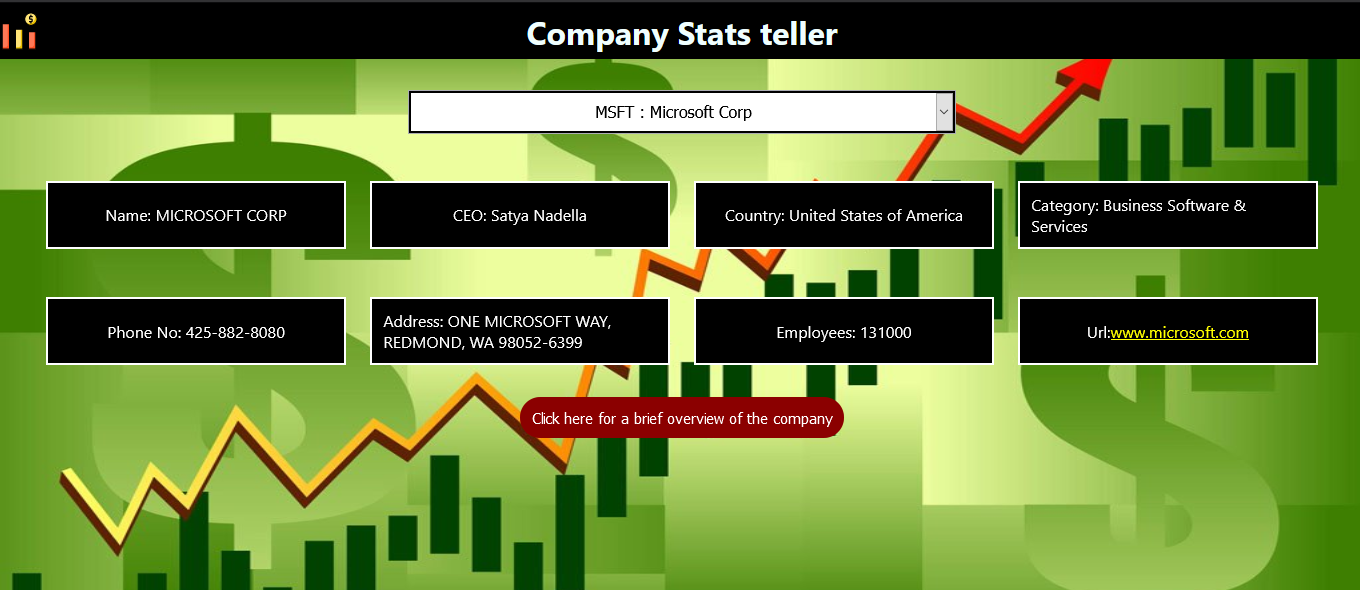 $
Company Stats teller
MSFT : Microsoft Corp
Name: MICROSOFT CORP
CEO: Satya Nadella
Country: United States of America
Category: Business Software &
Services
Phone No: 425-882-8080
Address: ONE MICROSOFT WAY,
REDMOND, WA 98052-6399
Employees: 131000
Url:www.microsoft.com
Click here for a brief overview of the company